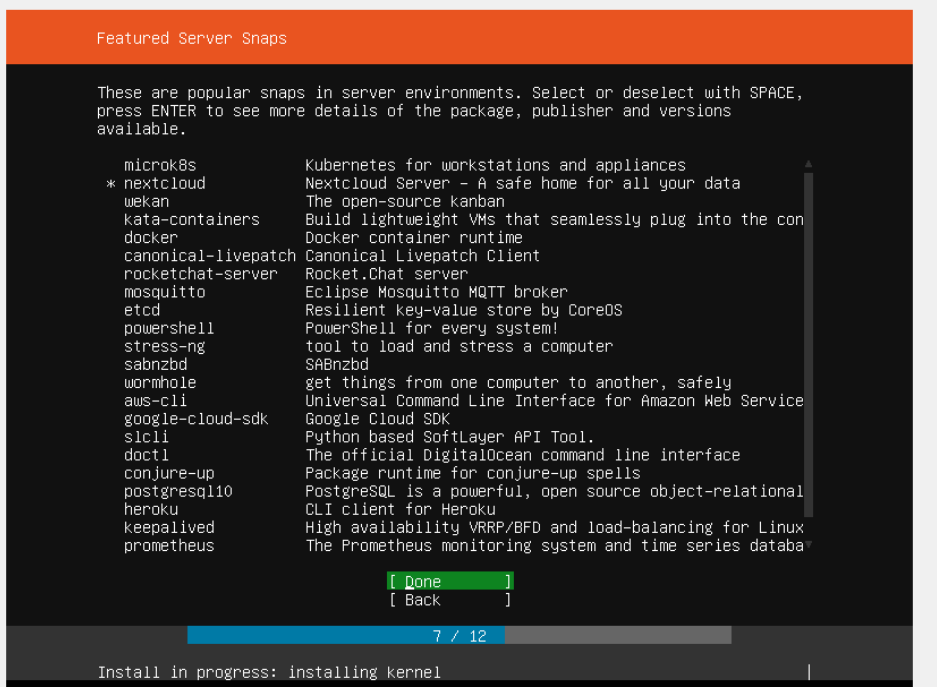 Featured Server Snaps
These are popular snaps in server environments. Select or deselect with SPACE,
press ENTER to see more details of the package, publisher and versions
available.
microk8s Kubernetes for workstations and appliances
* nextcloud Nextcloud Server - A safe home for all your data
wekan The open-source kanban
kata-containers Build lightweight VMs that seamlessly plug into the con
docker Docker container runtime
canonical-livepatch Canonical Livepatch Client
rocketchat-server Rocket.Chat server
mosquitto Eclipse Mosquitto MQTT broker
etcd Resilient key-value store by CoreOS
powershell PowerShell for every system!
stress-ng tool to load and stress a computer
sabnzbd SABnzbd
wormhole get things from one computer to another, safely
aws-cli Universal Command Line Interface for Amazon Web Service
google-cloud-sdk Google Cloud SDK
slcli Python based SoftLayer API Tool.
doctl The official DigitalOcean command line interface
conjure-up Package runtime for conjure-up spells
postgresql10 PostgreSQL is a powerful, open source object-relational
heroku CLI client for Heroku
keepalived High availability VRRP/BFD and load-balancing for Linux
prometheus The Prometheus monitoring system and time series databa
[ Done ]
[ Back ]
7 / 12
Install in progress: installing kernel |